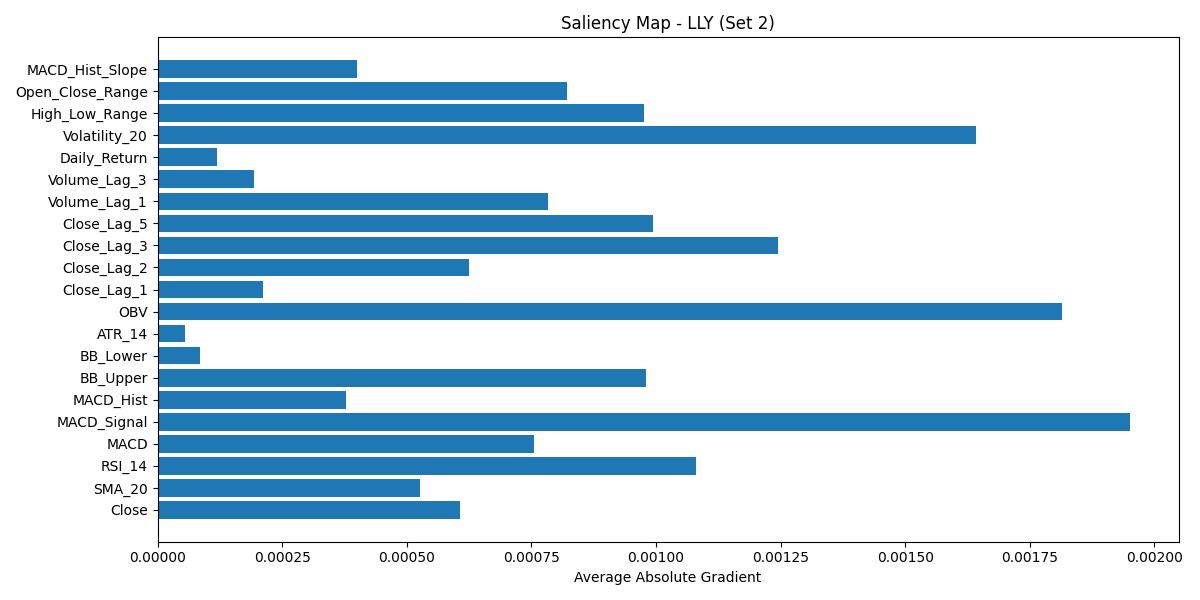 Saliency Map - LLY (Set 2)
MACD_Hist_Slope
Open_Close_Range
High_Low_Range
Volatility_20
Daily_Return
Volume_Lag_3
Volume_Lag_1
Close_Lag_5
Close_Lag_3
Close_Lag_2
Close_Lag_1
OBV
ATR_14
BB_Lower
BB_Upper
MACD_Hist
MACD_Signal
MACD
RSI_14
SMA_20
Close
0.00000 0.00025 0.00050 0.00075 0.00100 0.00125 0.00150 0.00175 0.00200
Average Absolute Gradient